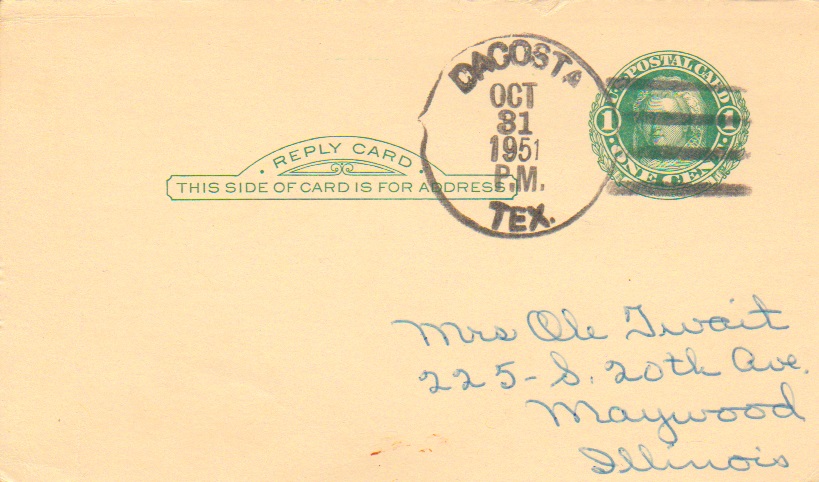 DACOSTA
OCT
31
1951
P.M.
TEX.
U.S. POSTAL CARD
1 1
· ONE CENT ·
· REPLY CARD ·
THIS SIDE OF CARD IS FOR ADDRESS
Mrs Ole Twait
225 - S. 20th Ave.
Maywood
Illinois